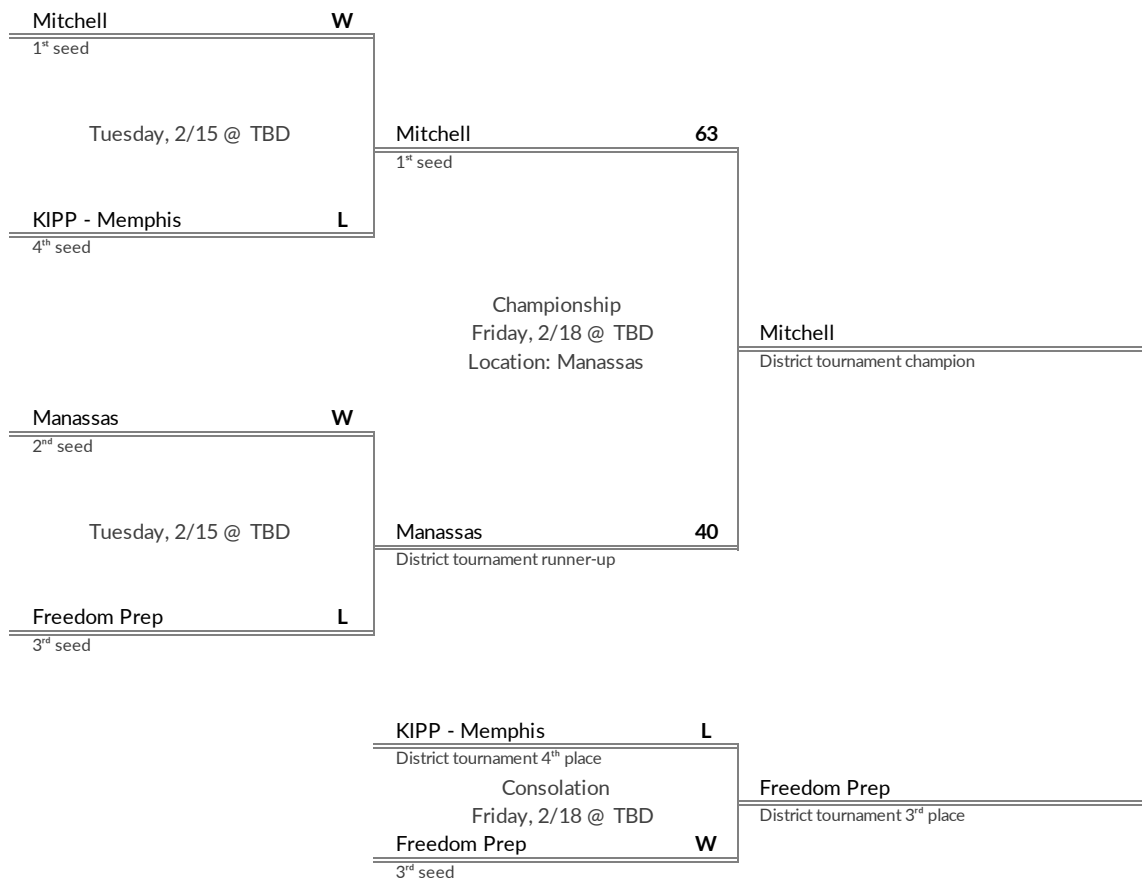 Mitchell W
1st seed
Tuesday, 2/15 @ TBD
Mitchell 63
1st seed
KIPP - Memphis L
4th seed
Championship
Friday, 2/18 @ TBD
Location: Manassas
Mitchell
District tournament champion
Manassas W
2nd seed
Tuesday, 2/15 @ TBD
Manassas 40
District tournament runner-up
Freedom Prep L
3rd seed
KIPP - Memphis L
District tournament 4th place
Consolation
Friday, 2/18 @ TBD
Freedom Prep
District tournament 3rd place
Freedom Prep W
3rd seed